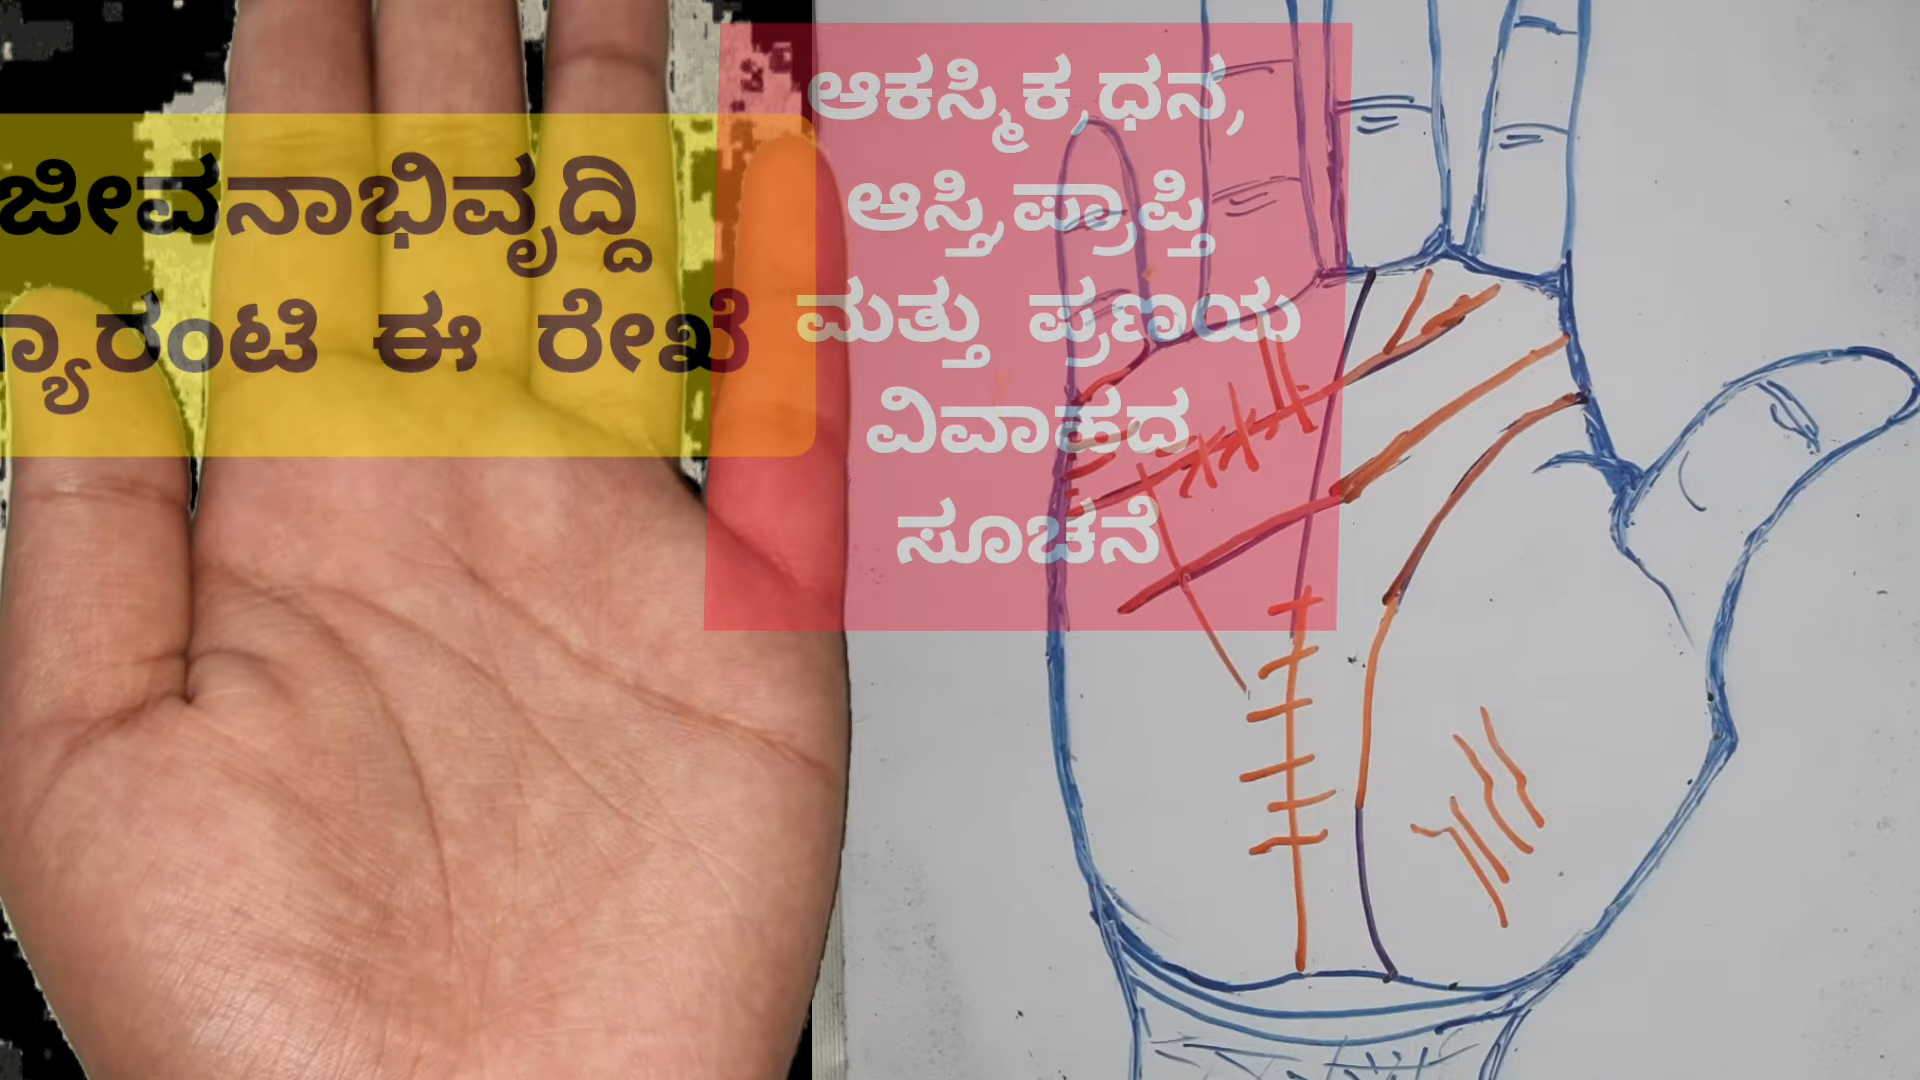 ಜೀವನಾಭಿವೃದ್ಧಿ
ಗ್ಯಾರಂಟಿ ಈ ರೇಖೆ
ಆಕಸ್ಮಿಕ,ಧನ,
ಆಸ್ತಿ,ಪ್ರಾಪ್ತಿ
ಮತ್ತು ಪ್ರಣಯ
ವಿವಾಹದ
ಸೂಚನೆ